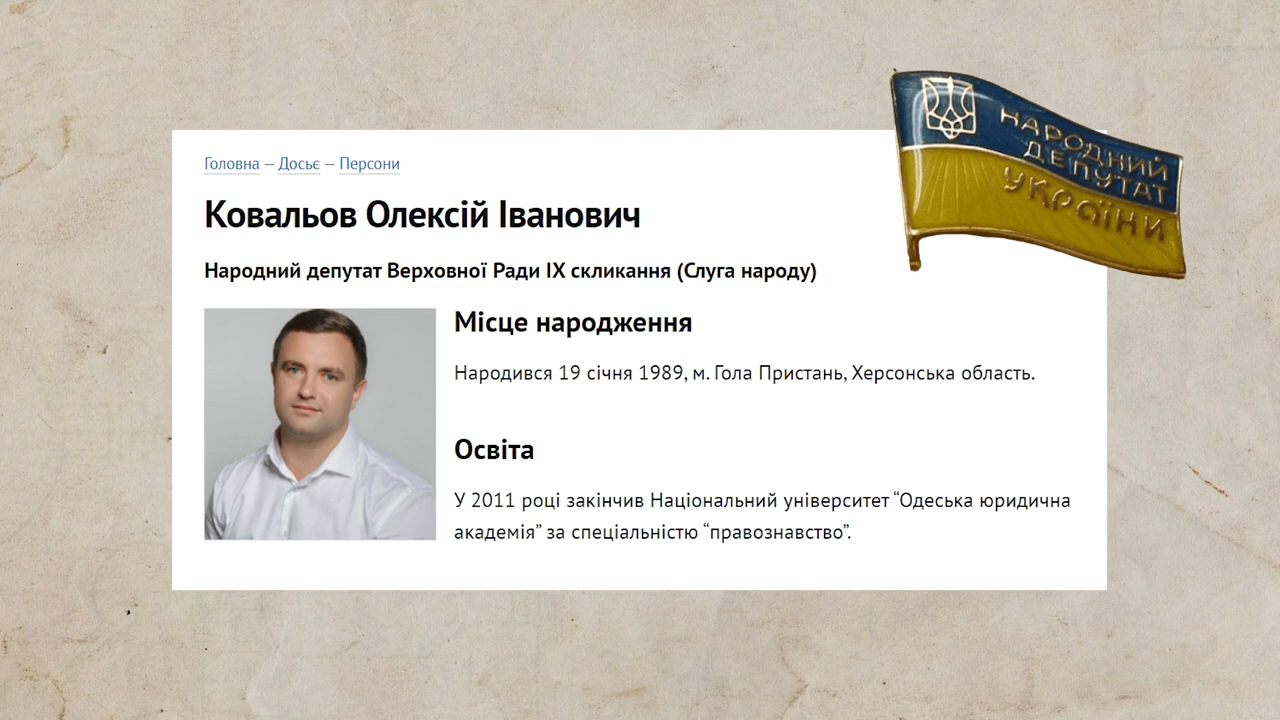 Головна — Досьє — Персони
Ковальов Олексій Іванович
Народний депутат Верховної Ради IX скликання (Слуга народу)
Місце народження
Народився 19 січня 1989, м. Гола Пристань, Херсонська область.
Освіта
У 2011 році закінчив Національний університет “Одеська юридична
академія” за спеціальністю “правознавство”.
НАРОДНИЙ
ДЕПУТАТ
УКРАЇНИ